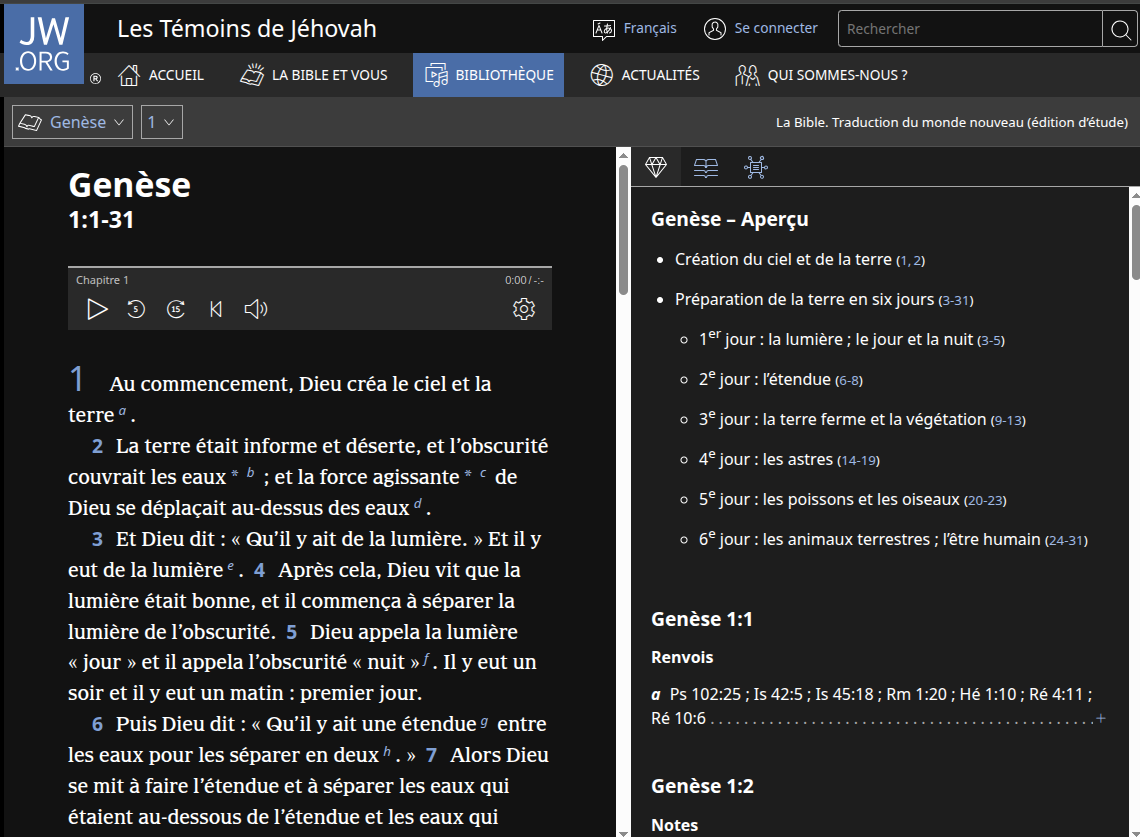 JW
.ORG
®
Les Témoins de Jéhovah
Français
Se connecter
Rechercher
ACCUEIL
LA BIBLE ET VOUS
BIBLIOTHÈQUE
ACTUALITÉS
QUI SOMMES-NOUS ?
Genèse
1
La Bible. Traduction du monde nouveau (édition d’étude)
Genèse
1:1-31
Chapitre 1
0:00 / -:-
5
15
1 Au commencement, Dieu créa le ciel et la
terre a .
2 La terre était informe et déserte, et l’obscurité
couvrait les eaux * b ; et la force agissante * c de
Dieu se déplaçait au-dessus des eaux d .
3 Et Dieu dit : « Qu’il y ait de la lumière. » Et il y
eut de la lumière e . 4 Après cela, Dieu vit que la
lumière était bonne, et il commença à séparer la
lumière de l’obscurité. 5 Dieu appela la lumière
« jour » et il appela l’obscurité « nuit » f . Il y eut un
soir et il y eut un matin : premier jour.
6 Puis Dieu dit : « Qu’il y ait une étendue g entre
les eaux pour les séparer en deux h . » 7 Alors Dieu
se mit à faire l’étendue et à séparer les eaux qui
étaient au-dessous de l’étendue et les eaux qui
Genèse – Aperçu
• Création du ciel et de la terre (1, 2)
• Préparation de la terre en six jours (3-31)
1er jour : la lumière ; le jour et la nuit (3-5)
2e jour : l’étendue (6-8)
3e jour : la terre ferme et la végétation (9-13)
4e jour : les astres (14-19)
5e jour : les poissons et les oiseaux (20-23)
6e jour : les animaux terrestres ; l’être humain (24-31)
Genèse 1:1
Renvois
a Ps 102:25 ; Is 42:5 ; Is 45:18 ; Rm 1:20 ; Hé 1:10 ; Ré 4:11 ;
Ré 10:6 . . . . . . . . . . . . . . . . . . . . . . . . . . . . . . . . . . . . . . . . . . . . . . +
Genèse 1:2
Notes